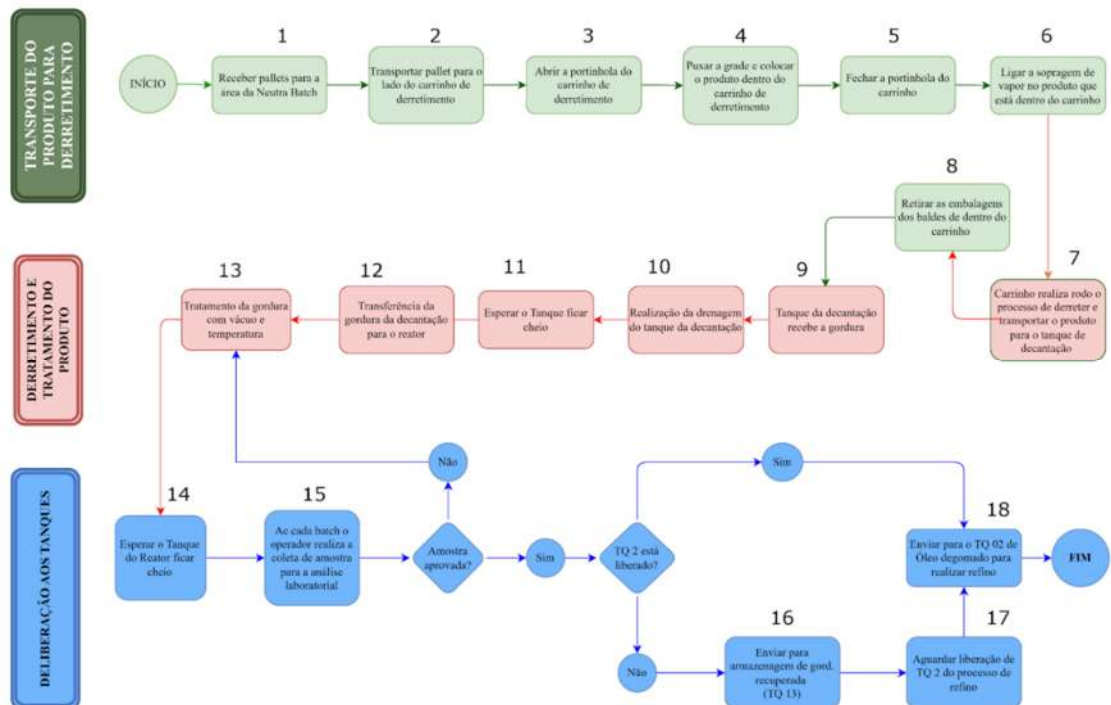 TRANSPORTE DO
PRODUTO PARA
DERRETIMENTO
INÍCIO
1
Receber pallets para a
área da Neutra Batch
2
Transportar pallet para o
lado do carrinho de
derretimento
3
Abrir a portinhola do
carrinho de
derretimento
4
Puxar a grade e colocar
o produto dentro do
carrinho de
derretimento
5
Fechar a portinhola do
carrinho
6
Ligar a sopragem de
vapor no produto que
está dentro do carrinho
DERRETIMENTO E
TRATAMENTO DO
PRODUTO
7
Carrinho realiza rodo o
processo de derreter e
transportar o produto
para o tanque de
decantação
8
Retirar as embalagens
dos baldes de dentro do
carrinho
9
Tanque da decantação
recebe a gordura
10
Realização da drenagem
do tanque da decantação
11
Esperar o Tanque ficar
cheio
12
Transferência da
gordura da decantação
para o reator
13
Tratamento da gordura
com vácuo e
temperatura
DELIBERAÇÃO AOS TANQUES
14
Esperar o Tanque
do Reator ficar
cheio
15
Ac cada batch o
operador realiza a
coleta de amostra
para a análise
laboratorial
Amostra
aprovada?
Não
Sim
TQ 2 está
liberado?
Sim
Não
16
Enviar para
armazenagem de gord.
recuperada
(TQ 13)
17
Aguardar liberação de
TQ 2 do processo de
refino
18
Enviar para o TQ 02 de
Óleo degomado para
realizar refino
FIM